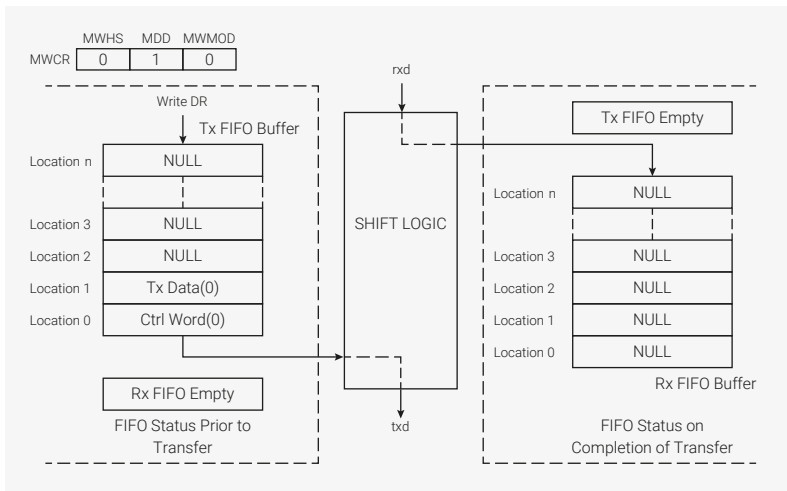 MWHS MDD MWMOD
MWCR 0 1 0
Write DR
Tx FIFO Buffer
Location n NULL
Location 3 NULL
Location 2 NULL
Location 1 Tx Data(0)
Location 0 Ctrl Word(0)
Rx FIFO Empty
FIFO Status Prior to
Transfer
rxd
SHIFT LOGIC
txd
Tx FIFO Empty
Location n NULL
Location 3 NULL
Location 2 NULL
Location 1 NULL
Location 0 NULL
Rx FIFO Buffer
FIFO Status on
Completion of Transfer